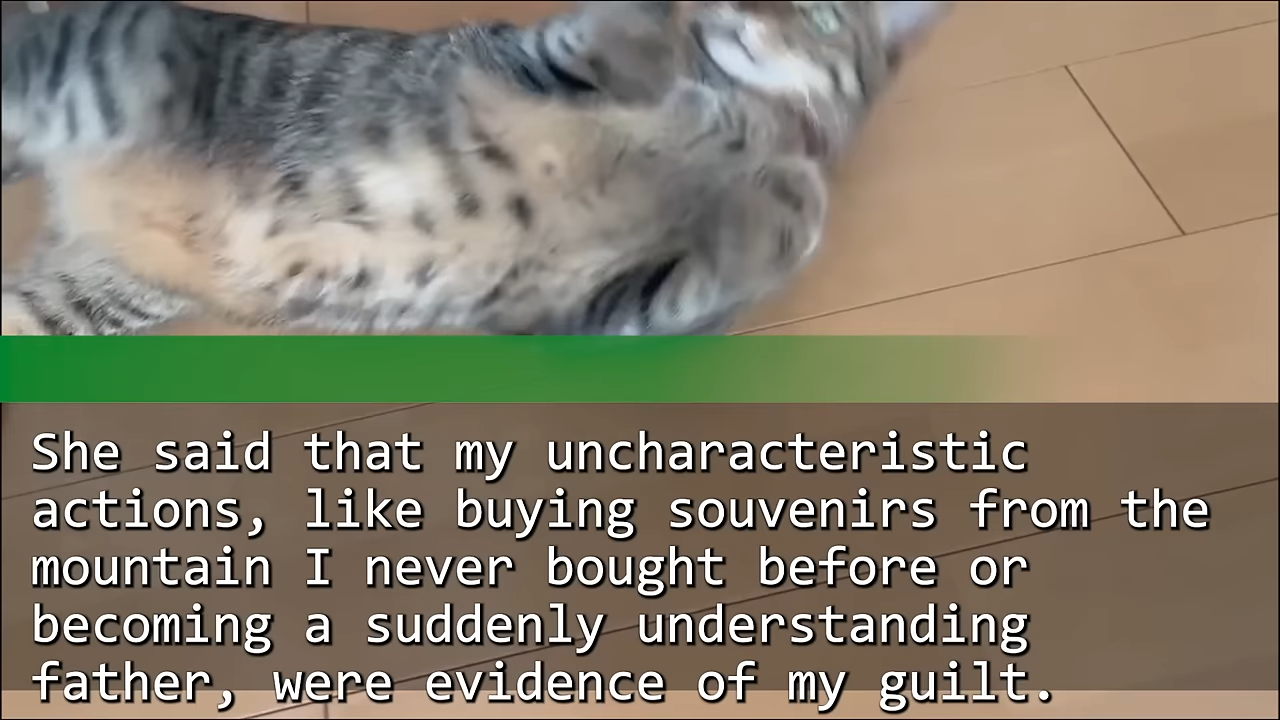 She said that my uncharacteristic
actions, like buying souvenirs from the
mountain I never bought before or
becoming a suddenly understanding
father, were evidence of my guilt.